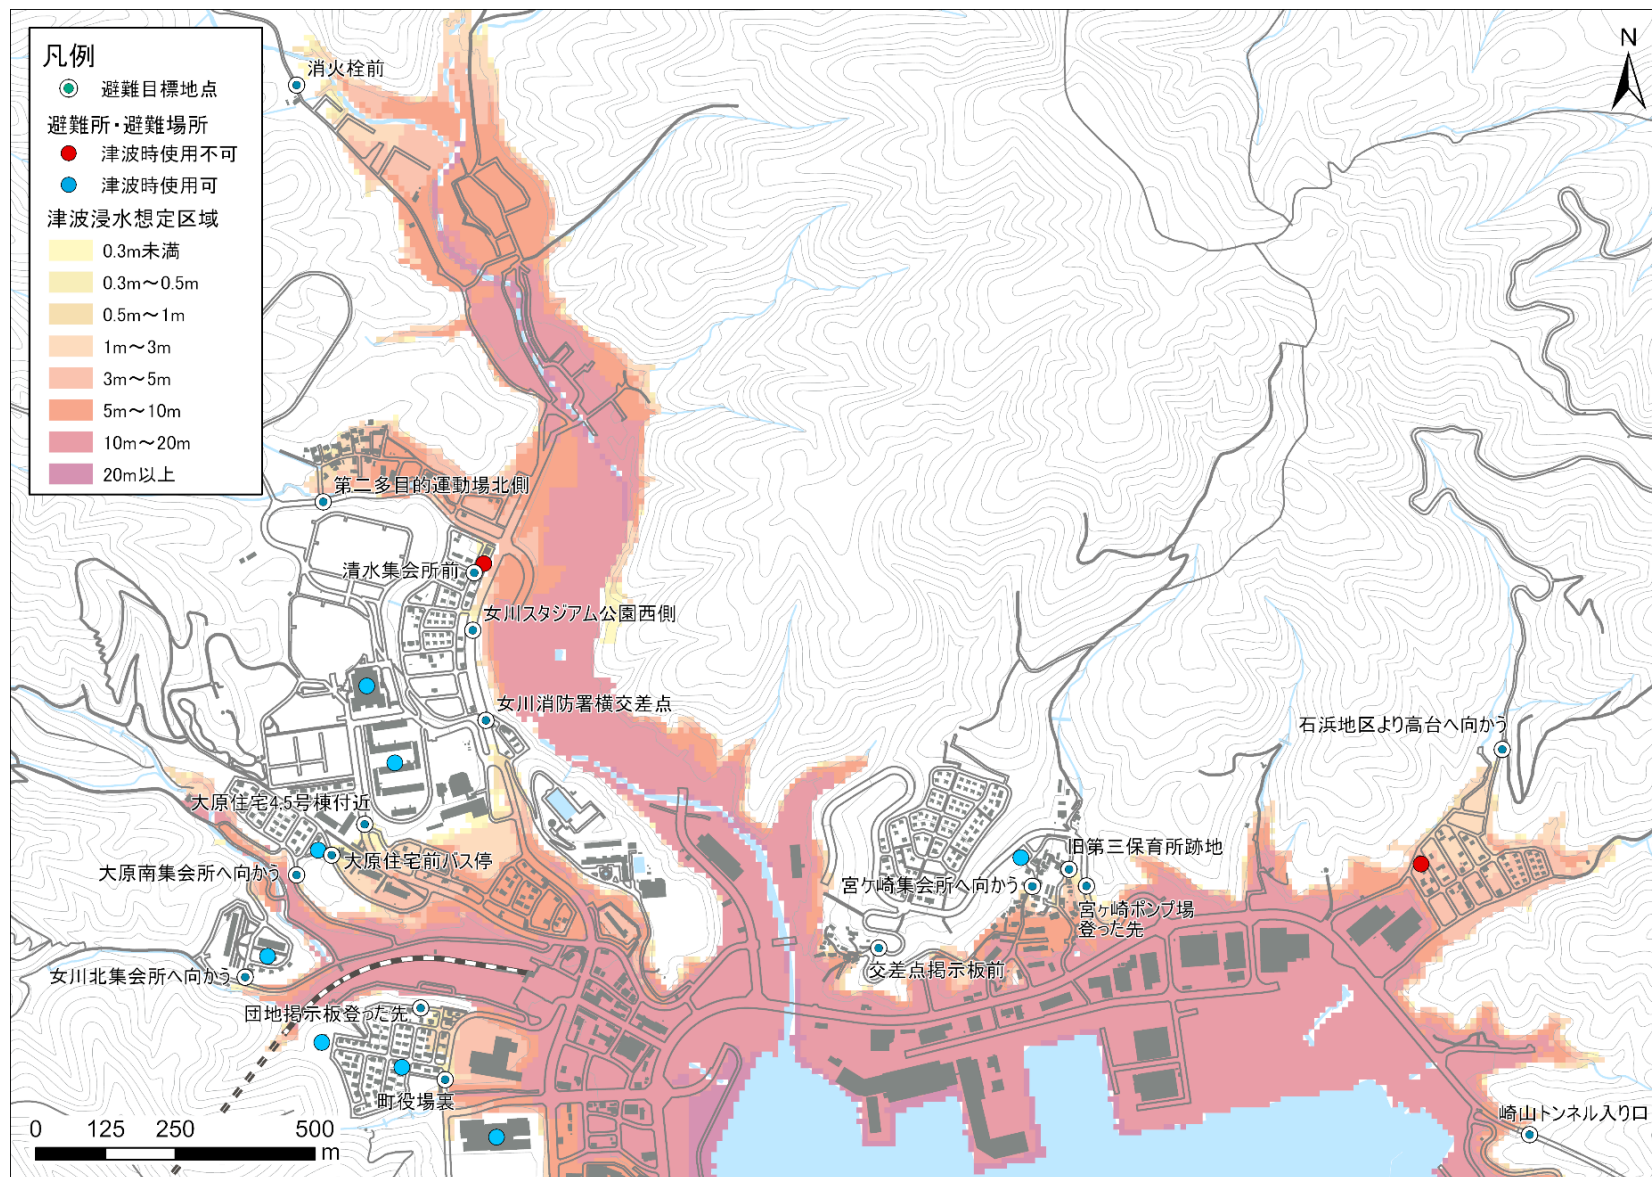 凡例
避難目標地点
避難所・避難場所
津波時使用不可
津波時使用可
津波浸水想定区域
0.3m未満
0.3m～0.5m
0.5m～1m
1m～3m
3m～5m
5m～10m
10m～20m
20m以上
N
消火栓前
第二多目的運動場北側
清水集会所前
女川スタジアム公園西側
女川消防署横交差点
石浜地区より高台へ向かう
大原住宅4.5号棟付近
大原住宅前バス停
大原南集会所へ向かう
旧第三保育所跡地
宮ケ崎集会所へ向かう
宮ヶ崎ポンプ場
登った先
交差点掲示板前
女川北集会所へ向かう
団地掲示板登った先
町役場裏
崎山トンネル入り口
0 125 250 500
m